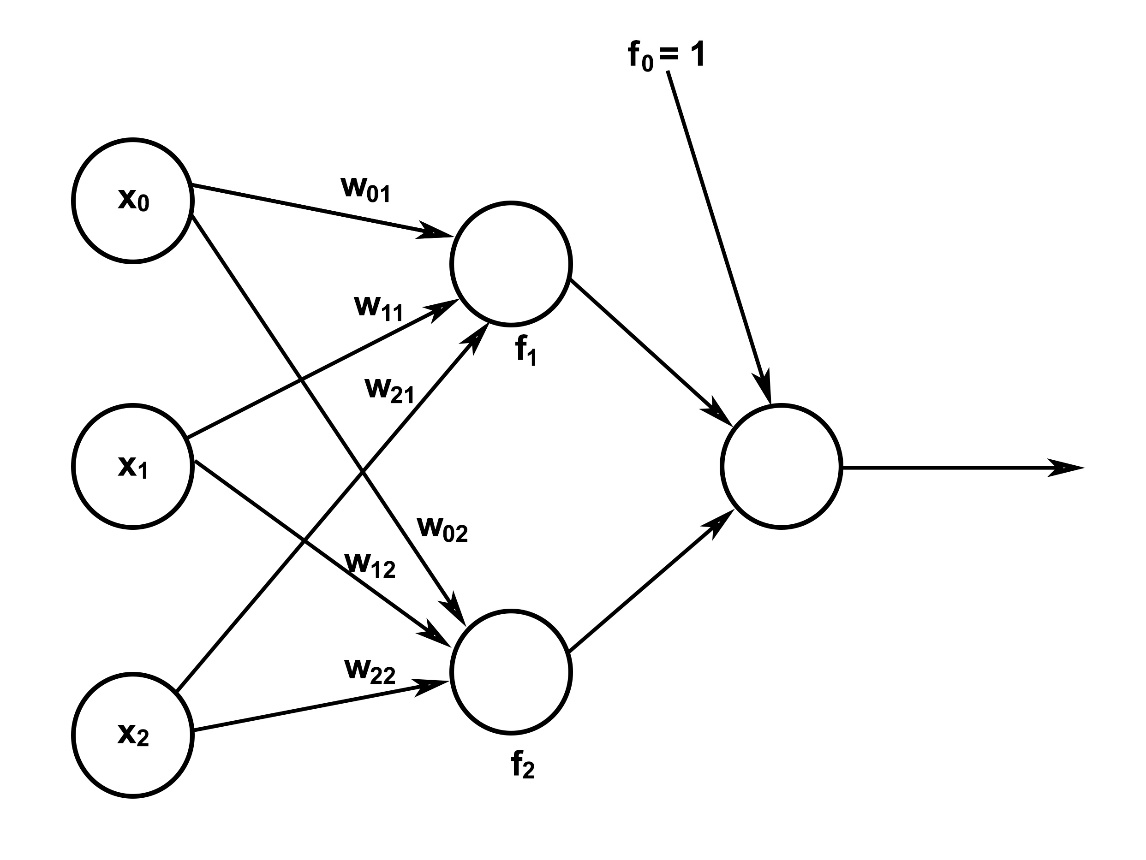 f₀ = 1
x₀
w₀₁
w₁₁
f₁
w₂₁
x₁
w₀₂
w₁₂
w₂₂
x₂
f₂